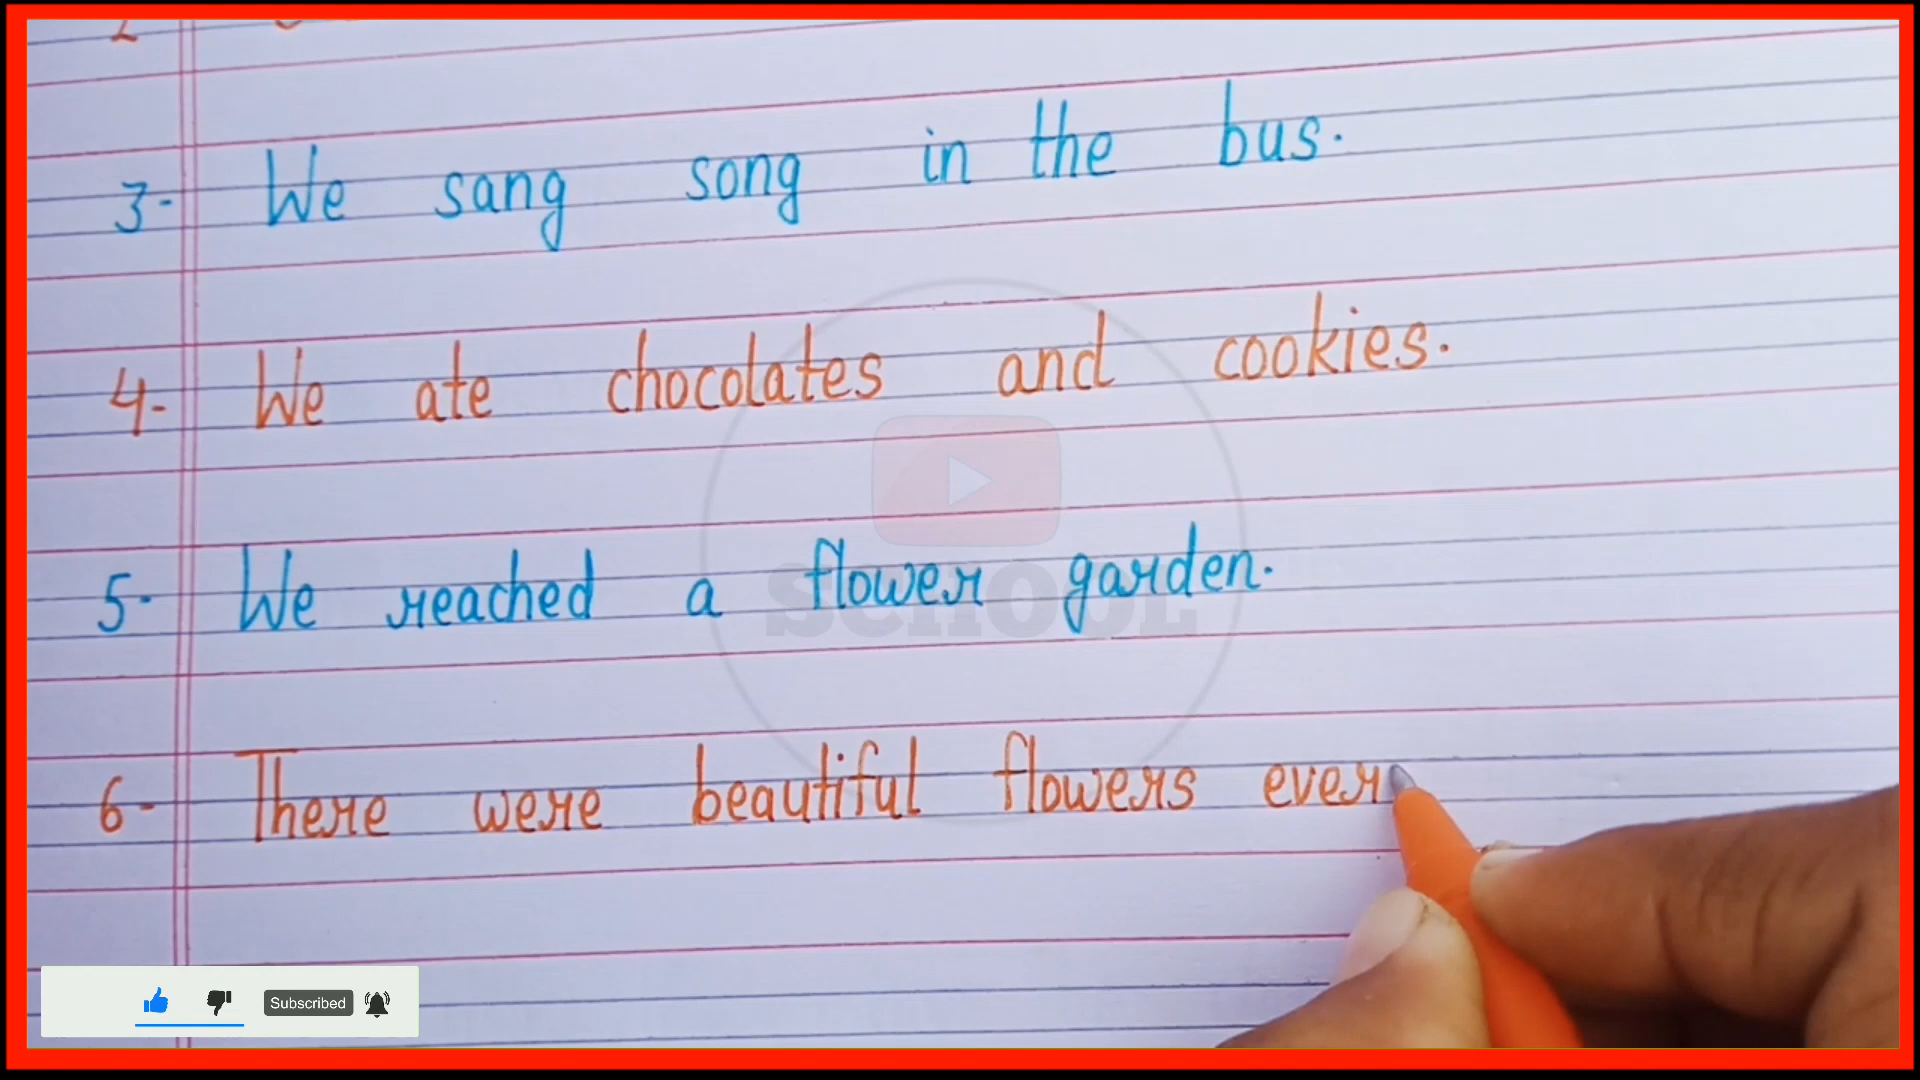 3- We sang song in the bus.
4- We ate chocolates and cookies.
5- We reached a flower garden.
SCHOOL
6- There were beautiful flowers ever
Subscribed